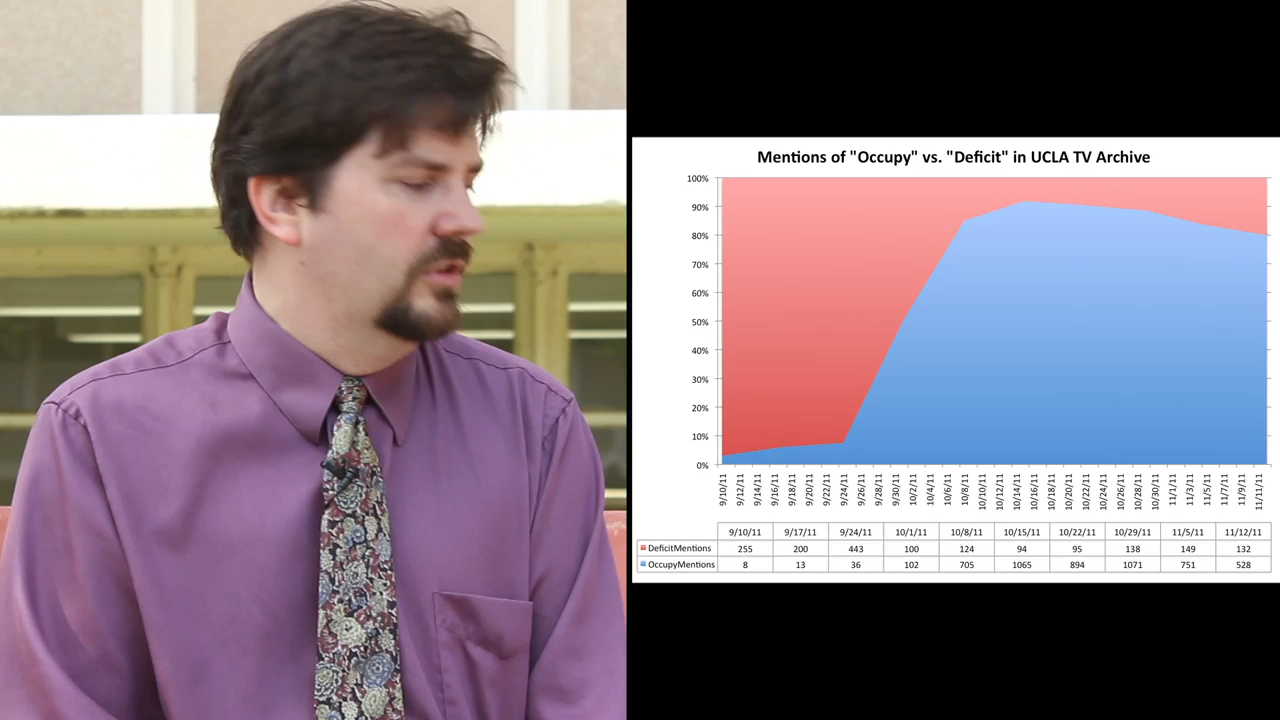 Mentions of "Occupy" vs. "Deficit" in UCLA TV Archive
100%
90%
80%
70%
60%
50%
40%
30%
20%
10%
0%
9/10/11 9/12/11 9/14/11 9/16/11 9/18/11 9/20/11 9/22/11 9/24/11 9/26/11 9/28/11 9/30/11 10/2/11 10/4/11 10/6/11 10/8/11 10/10/11 10/12/11 10/14/11 10/16/11 10/18/11 10/20/11 10/22/11 10/24/11 10/26/11 10/28/11 10/30/11 11/1/11 11/3/11 11/5/11 11/7/11 11/9/11 11/11/11
9/10/11 9/17/11 9/24/11 10/1/11 10/8/11 10/15/11 10/22/11 10/29/11 11/5/11 11/12/11
DeficitMentions 255 200 443 100 124 94 95 138 149 132
OccupyMentions 8 13 36 102 705 1065 894 1071 751 528